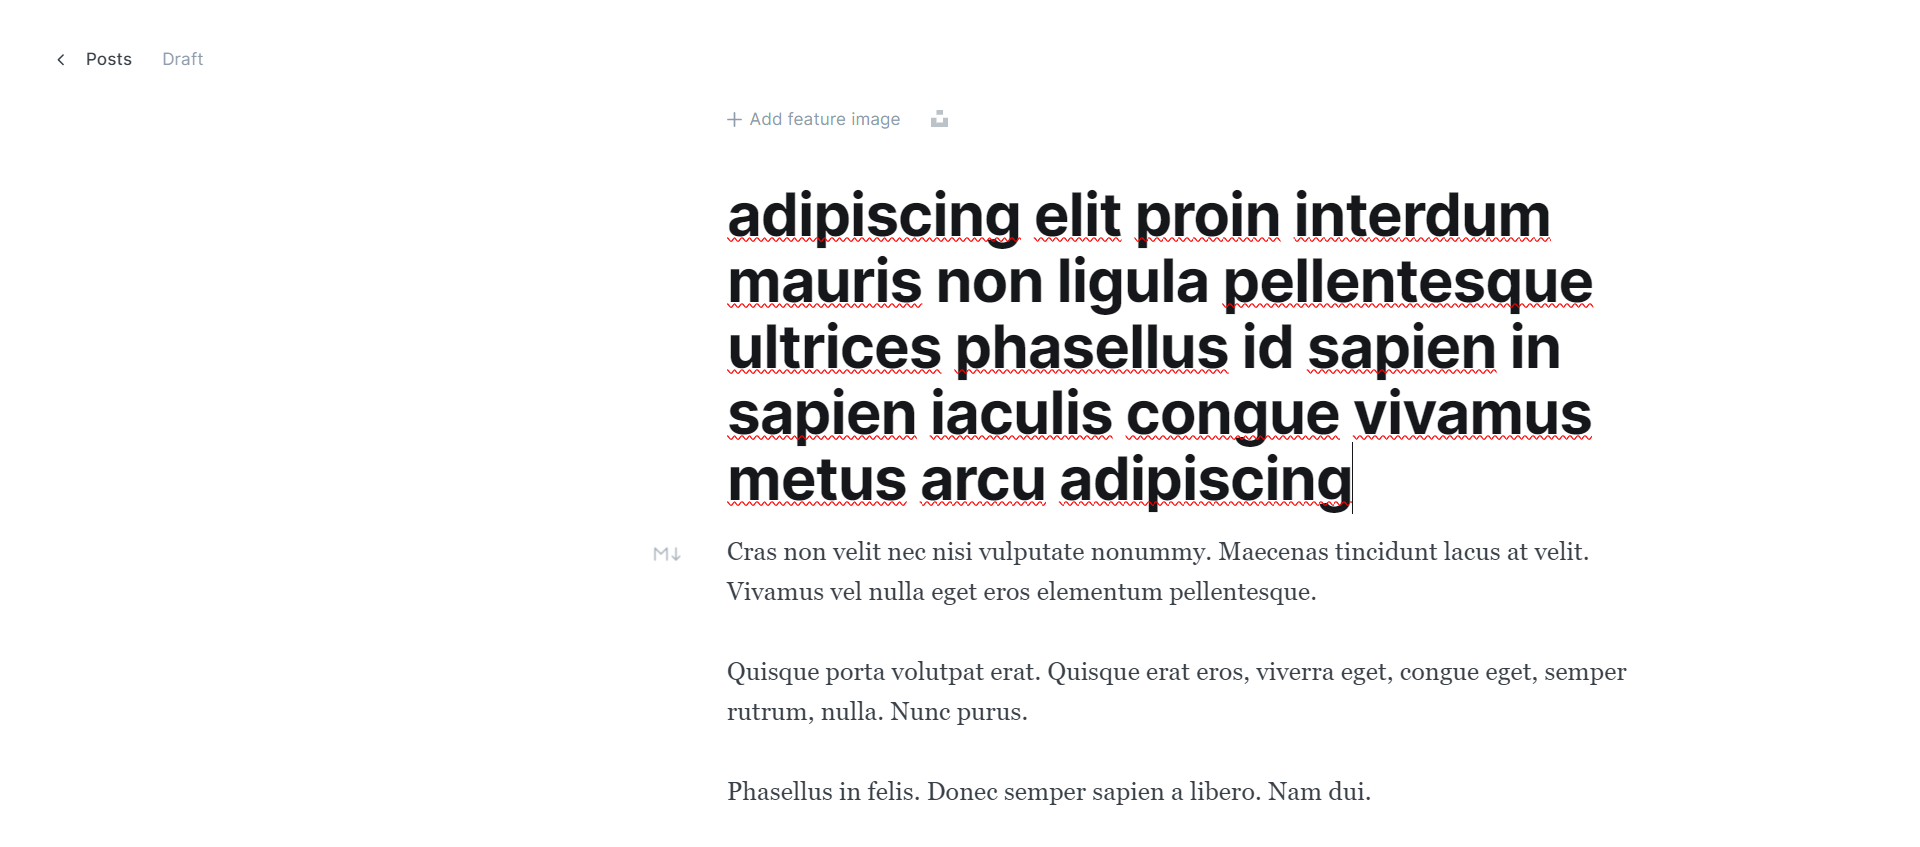 Posts Draft
Add feature image
adipiscing elit proin interdum
mauris non ligula pellentesque
ultrices phasellus id sapien in
sapien iaculis congue vivamus
metus arcu adipiscing
M↓
Cras non velit nec nisi vulputate nonummy. Maecenas tincidunt lacus at velit.
Vivamus vel nulla eget eros elementum pellentesque.
Quisque porta volutpat erat. Quisque erat eros, viverra eget, congue eget, semper
rutrum, nulla. Nunc purus.
Phasellus in felis. Donec semper sapien a libero. Nam dui.